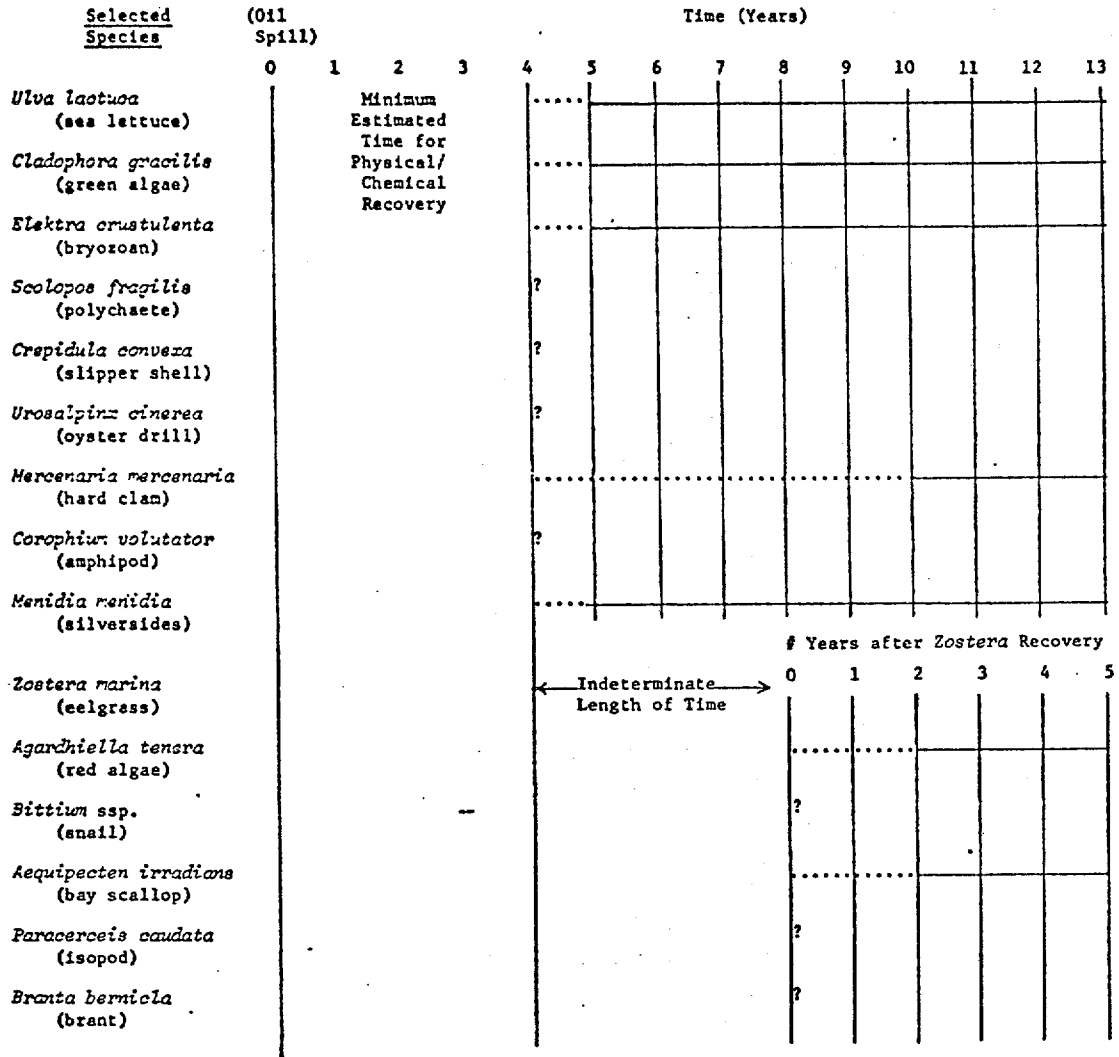 Selected (Oil Time (Years)
Species Spill)
0 1 2 3 4 5 6 7 8 9 10 11 12 13
Ulva laotuoa Minimum
(sea lettuce) Estimated
Time for
Cladophora gracilis Physical/
(green algae) Chemical
Recovery
Elektra crustulenta
(bryozoan)
Scolopos fragilis ?
(polychaete)
Crepidula convexa ?
(slipper shell)
Urosalpinx cinerea ?
(oyster drill)
Mercenaria mercenaria
(hard clam)
Corophium volutator ?
(amphipod)
Menidia menidia
(silversides)
# Years after Zostera Recovery
0 1 2 3 4 5
Zostera marina Indeterminate
(eelgrass) Length of Time
Agardhiella tenera
(red algae)
Bittium ssp. ?
(snail)
Aequipecten irradians
(bay scallop)
Paracerceis caudata ?
(isopod)
Branta bernicla ?
(brant)